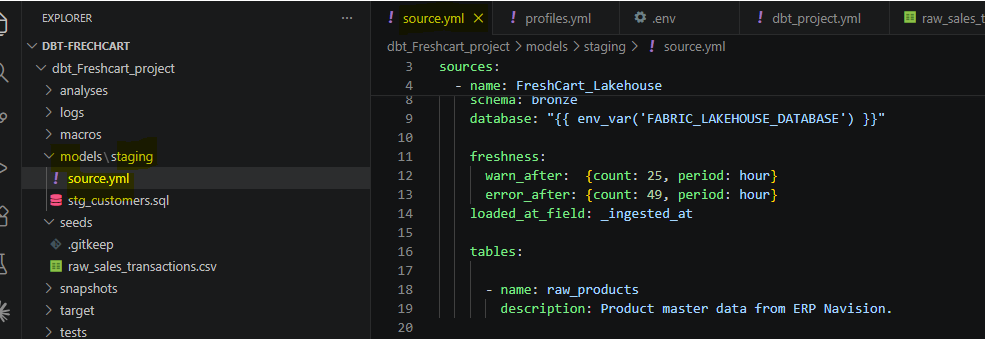 EXPLORER
DBT-FRECHCART
dbt_Freshcart_project
analyses
logs
macros
models\staging
source.yml
stg_customers.sql
seeds
.gitkeep
raw_sales_transactions.csv
snapshots
target
tests
source.yml profiles.yml .env dbt_project.yml raw_sales_t
dbt_Freshcart_project > models > staging > source.yml
3 sources:
4 - name: FreshCart_Lakehouse
8 schema: bronze
9 database: "{{ env_var('FABRIC_LAKEHOUSE_DATABASE') }}"
10
11 freshness:
12 warn_after:  {count: 25, period: hour}
13 error_after: {count: 49, period: hour}
14 loaded_at_field: _ingested_at
15
16 tables:
17
18 - name: raw_products
19 description: Product master data from ERP Navision.
20